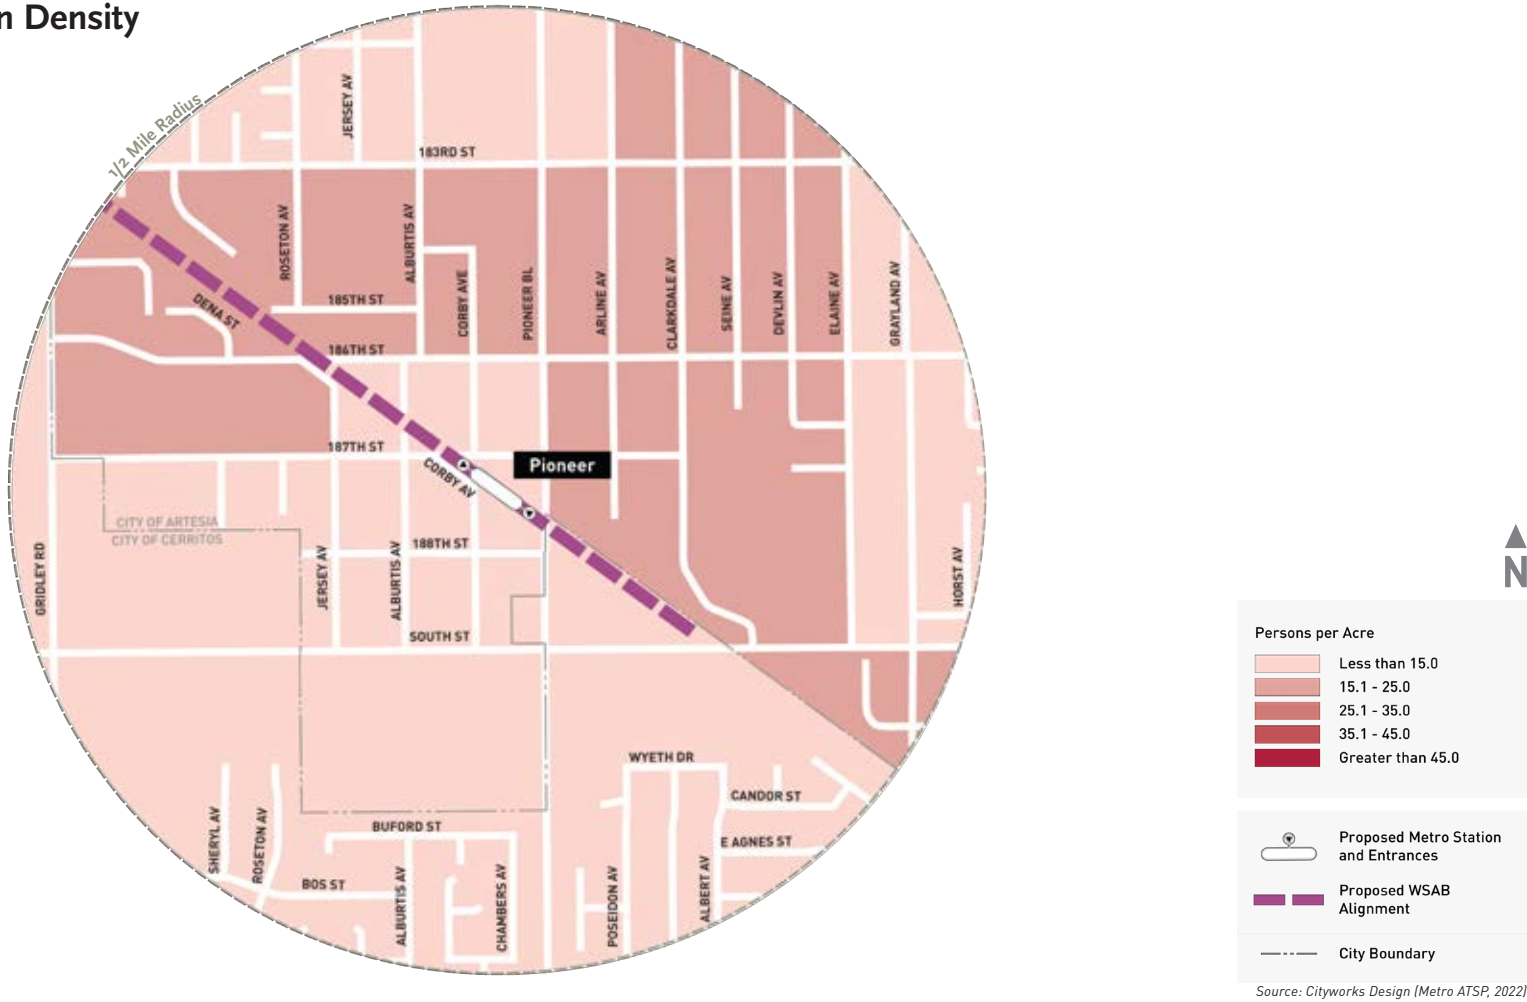 n Density
1/2 Mile Radius
JERSEY AV
183RD ST
ROSETON AV
ALBURTIS AV
CORBY AVE
PIONEER BL
ARLINE AV
CLARKDALE AV
SEINE AV
DEVLIN AV
ELAINE AV
GRAYLAND AV
DENA ST
185TH ST
186TH ST
187TH ST
CORBY AV
Pioneer
CITY OF ARTESIA
CITY OF CERRITOS
GRIDLEY RD
JERSEY AV
ALBURTIS AV
188TH ST
HORST AV
SOUTH ST
WYETH DR
CANDOR ST
E AGNES ST
SHERYL AV
ROSETON AV
BUFORD ST
BOS ST
ALBURTIS AV
CHAMBERS AV
POSEIDON AV
ALBERT AV
N
Persons per Acre
Less than 15.0
15.1 - 25.0
25.1 - 35.0
35.1 - 45.0
Greater than 45.0
Proposed Metro Station
and Entrances
Proposed WSAB
Alignment
City Boundary
Source: Cityworks Design (Metro ATSP, 2022)